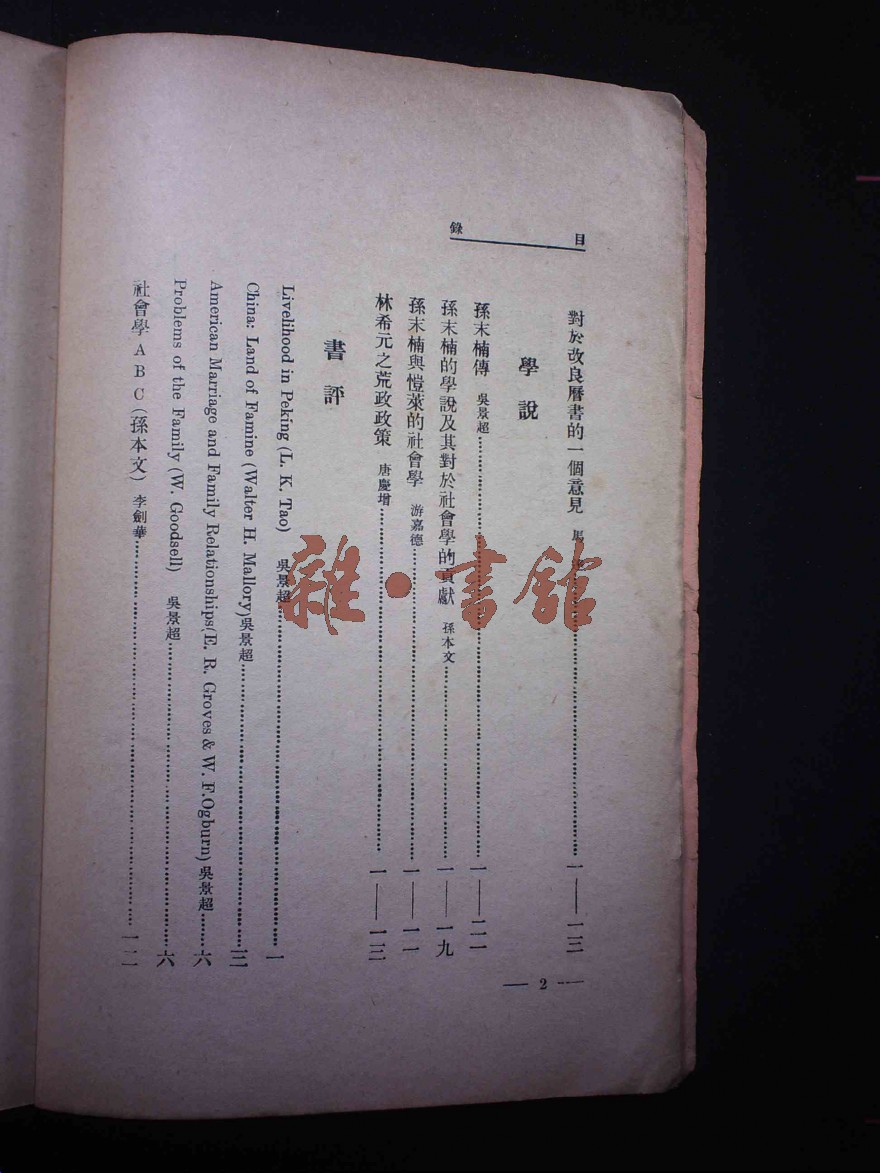 目錄
對於改良曆書的一個意見……一——一三
學說
孫末楠傳 吳景超……一——二一
孫末楠的學說及其對於社會學的貢獻 孫本文……一——一九
孫末楠與愷萊的社會學 游嘉德……一——一一
林希元之荒政政策 唐慶增……一——一三
書評
Livelihood in Peking (L. K. Tao) 吳景超……一
China: Land of Famine (Walter H. Mallory) 吳景超……三
American Marriage and Family Relationships (E. R. Groves & W. F. Ogburn) 吳景超……六
Problems of the Family (W. Goodsell) 吳景超……六
社會學ABC(孫本文) 李劍華……一二
— 2 —
雜·書館